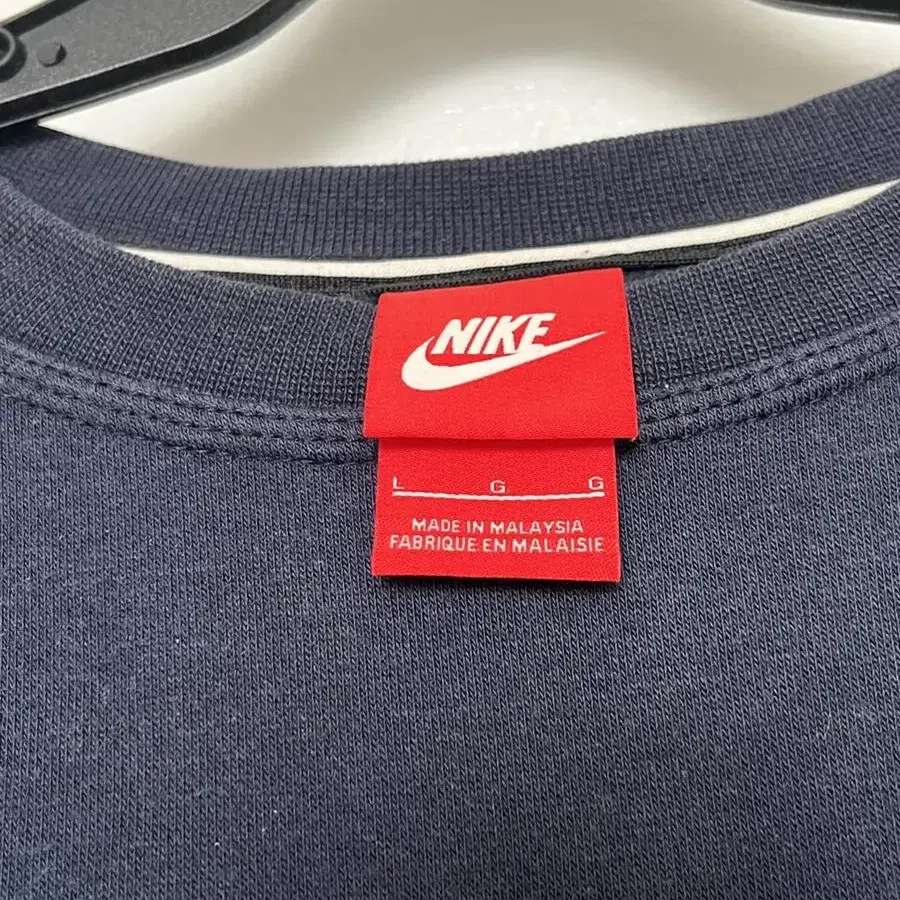 NIKE
L G G
MADE IN MALAYSIA
FABRIQUE EN MALAISIE